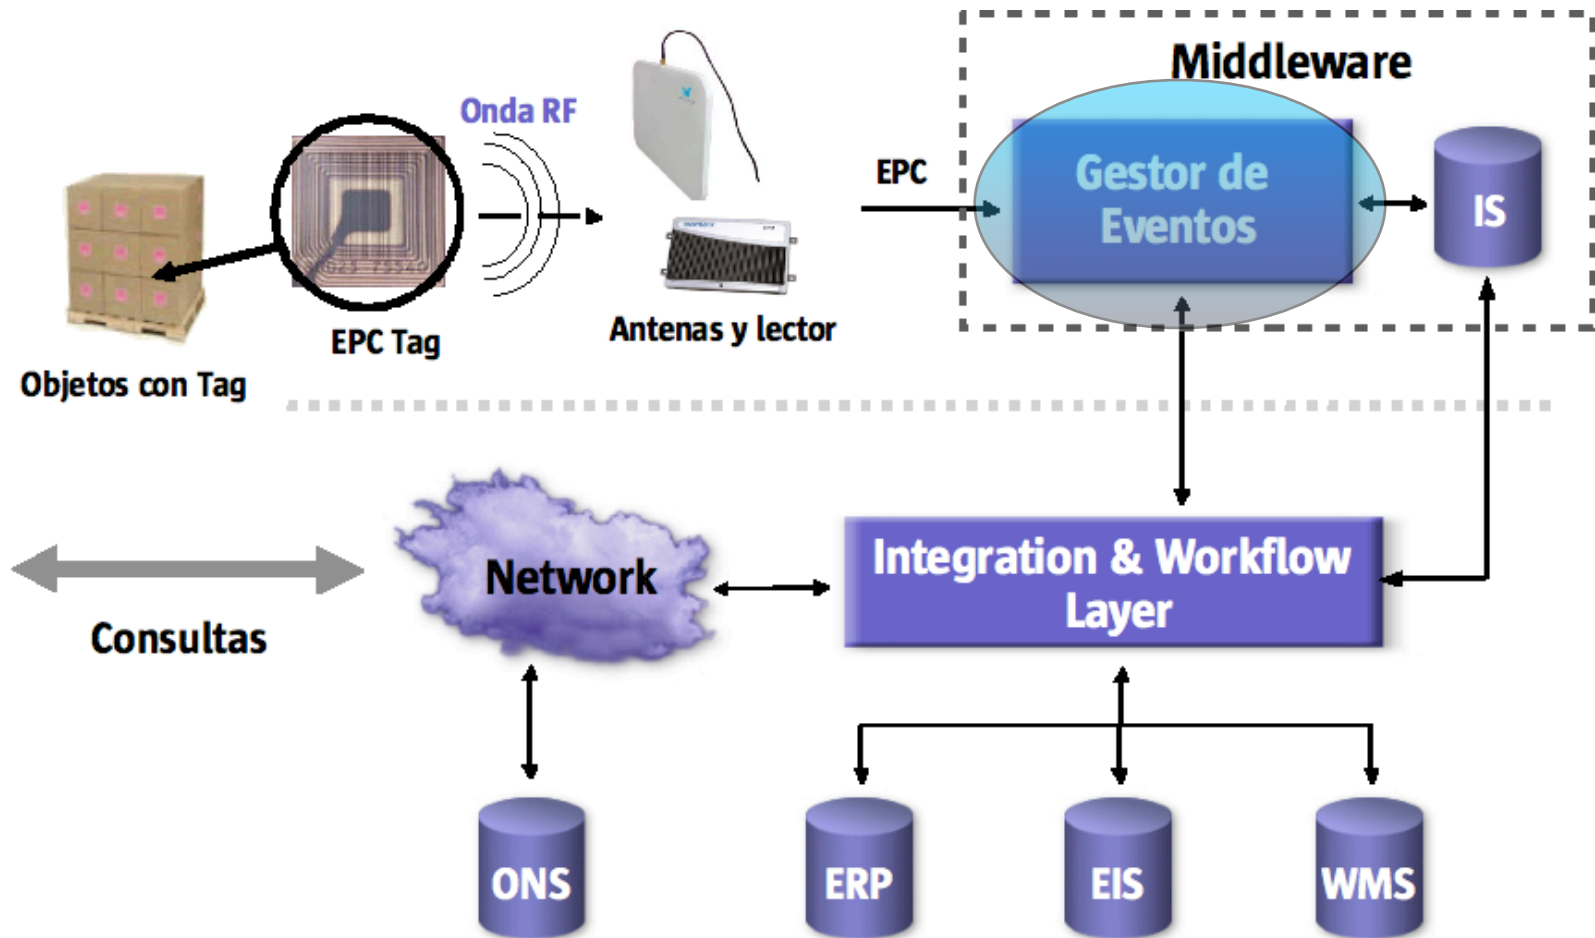 Middleware
Onda RF
EPC
Gestor de
Eventos
IS
EPC Tag
Antenas y lector
Objetos con Tag
Network
Integration & Workflow
Layer
Consultas
ONS
ERP
EIS
WMS